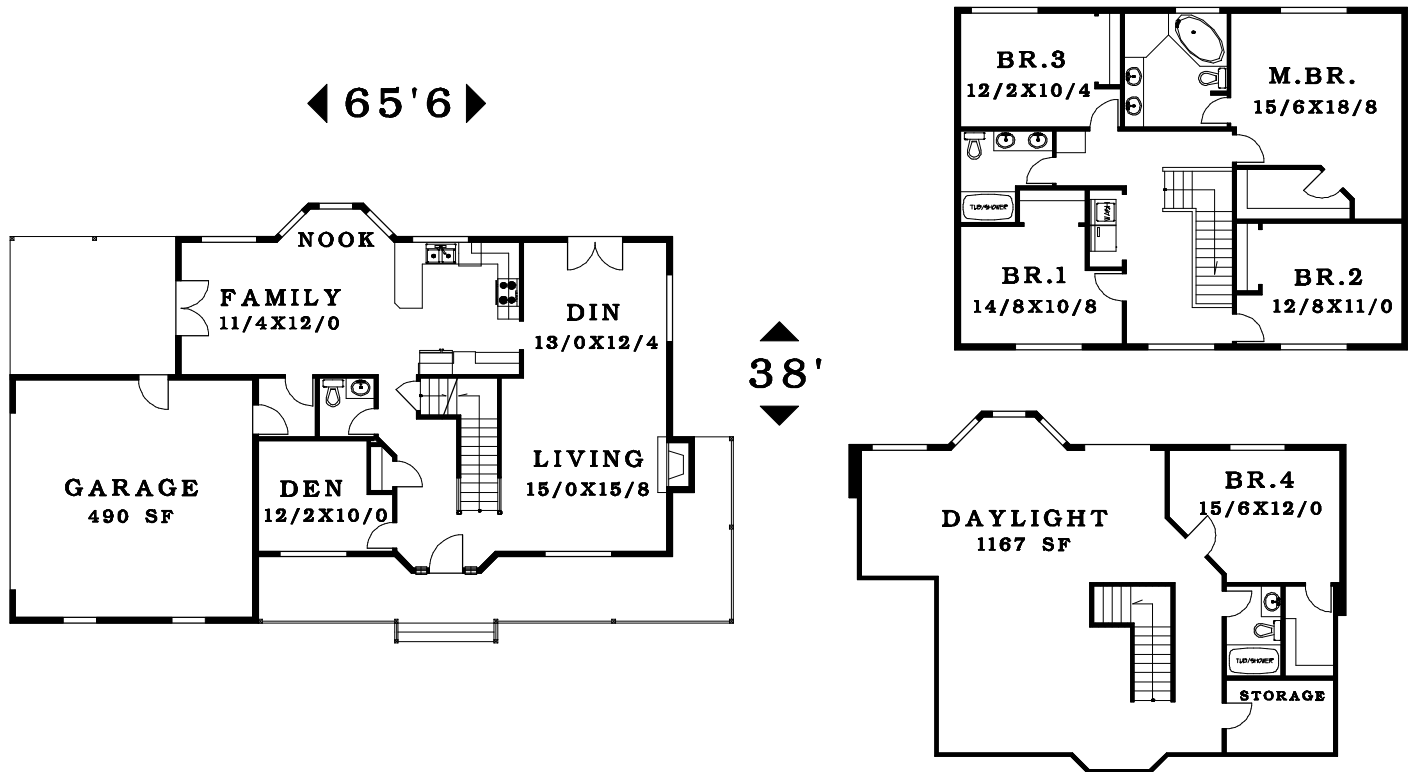 65'6
NOOK
FAMILY
11/4X12/0
DIN
13/0X12/4
GARAGE
490 SF
DEN
12/2X10/0
LIVING
15/0X15/8
38'
BR.3
12/2X10/4
M.BR.
15/6X18/8
TUB/SHOWER
BR.1
14/8X10/8
BR.2
12/8X11/0
DAYLIGHT
1167 SF
BR.4
15/6X12/0
TUB/SHOWER
STORAGE